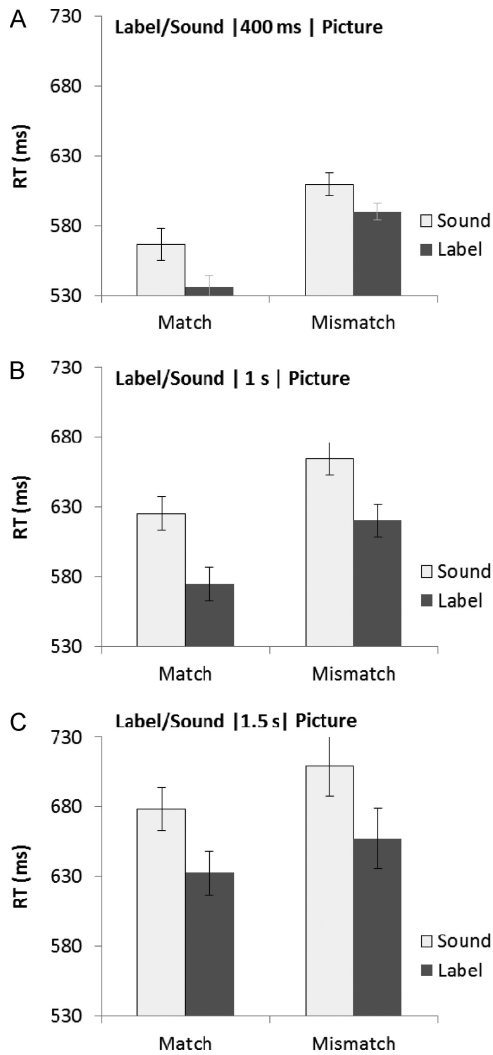 A
Label/Sound |400 ms | Picture
730
680
630
580
530
RT (ms)
Sound
Label
Match
Mismatch
B
Label/Sound | 1 s | Picture
730
680
630
580
530
RT (ms)
Sound
Label
Match
Mismatch
C
Label/Sound |1.5 s| Picture
730
680
630
580
530
RT (ms)
Sound
Label
Match
Mismatch